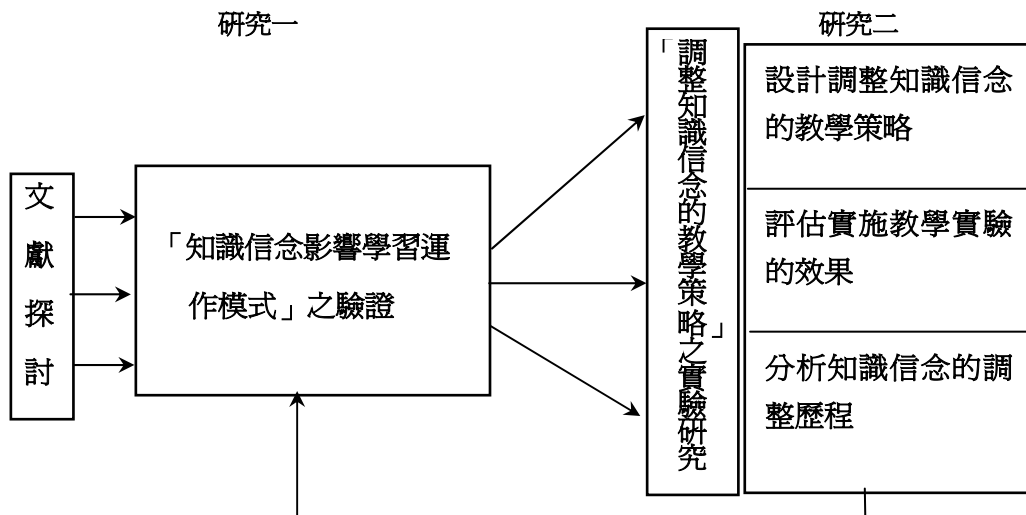 研究一
研究二
文獻探討
「知識信念影響學習運
作模式」之驗證
「調整知識信念的教學策略」之實驗研究
設計調整知識信念
的教學策略
評估實施教學實驗
的效果
分析知識信念的調
整歷程